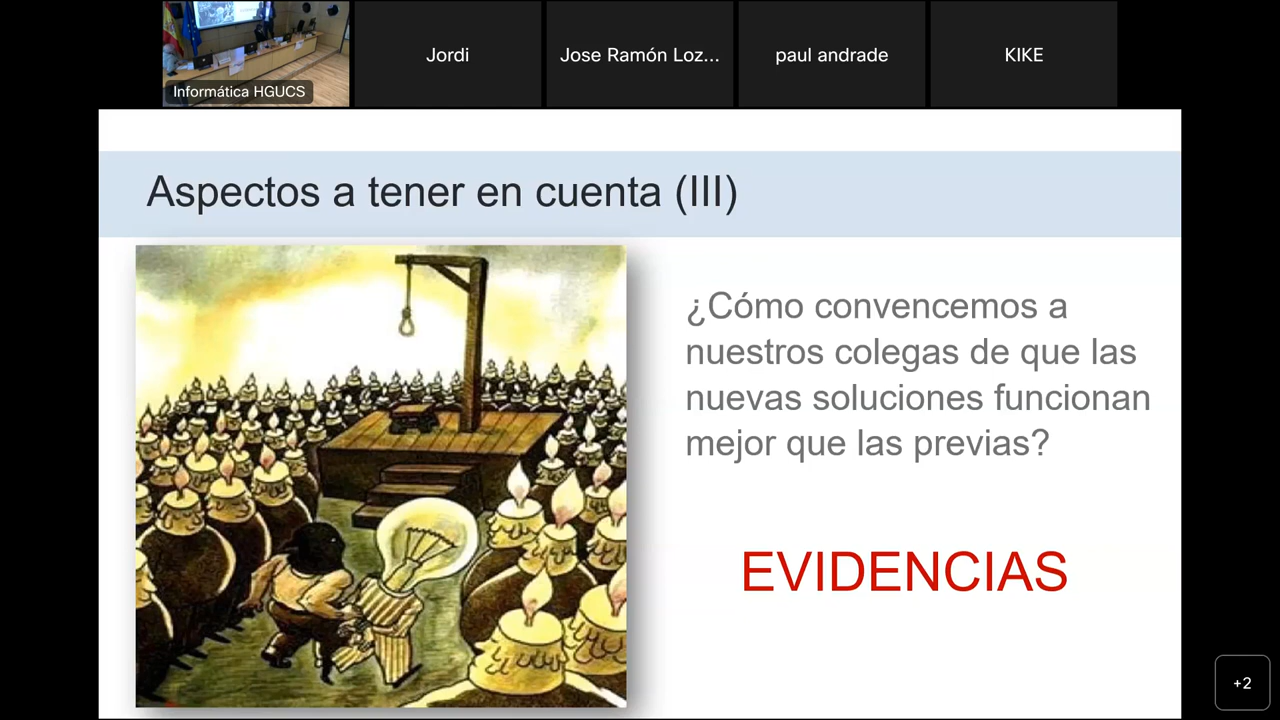 Informática HGUCS
Jordi
Jose Ramón Loz...
paul andrade
KIKE
Aspectos a tener en cuenta (III)
¿Cómo convencemos a
nuestros colegas de que las
nuevas soluciones funcionan
mejor que las previas?
EVIDENCIAS
+2